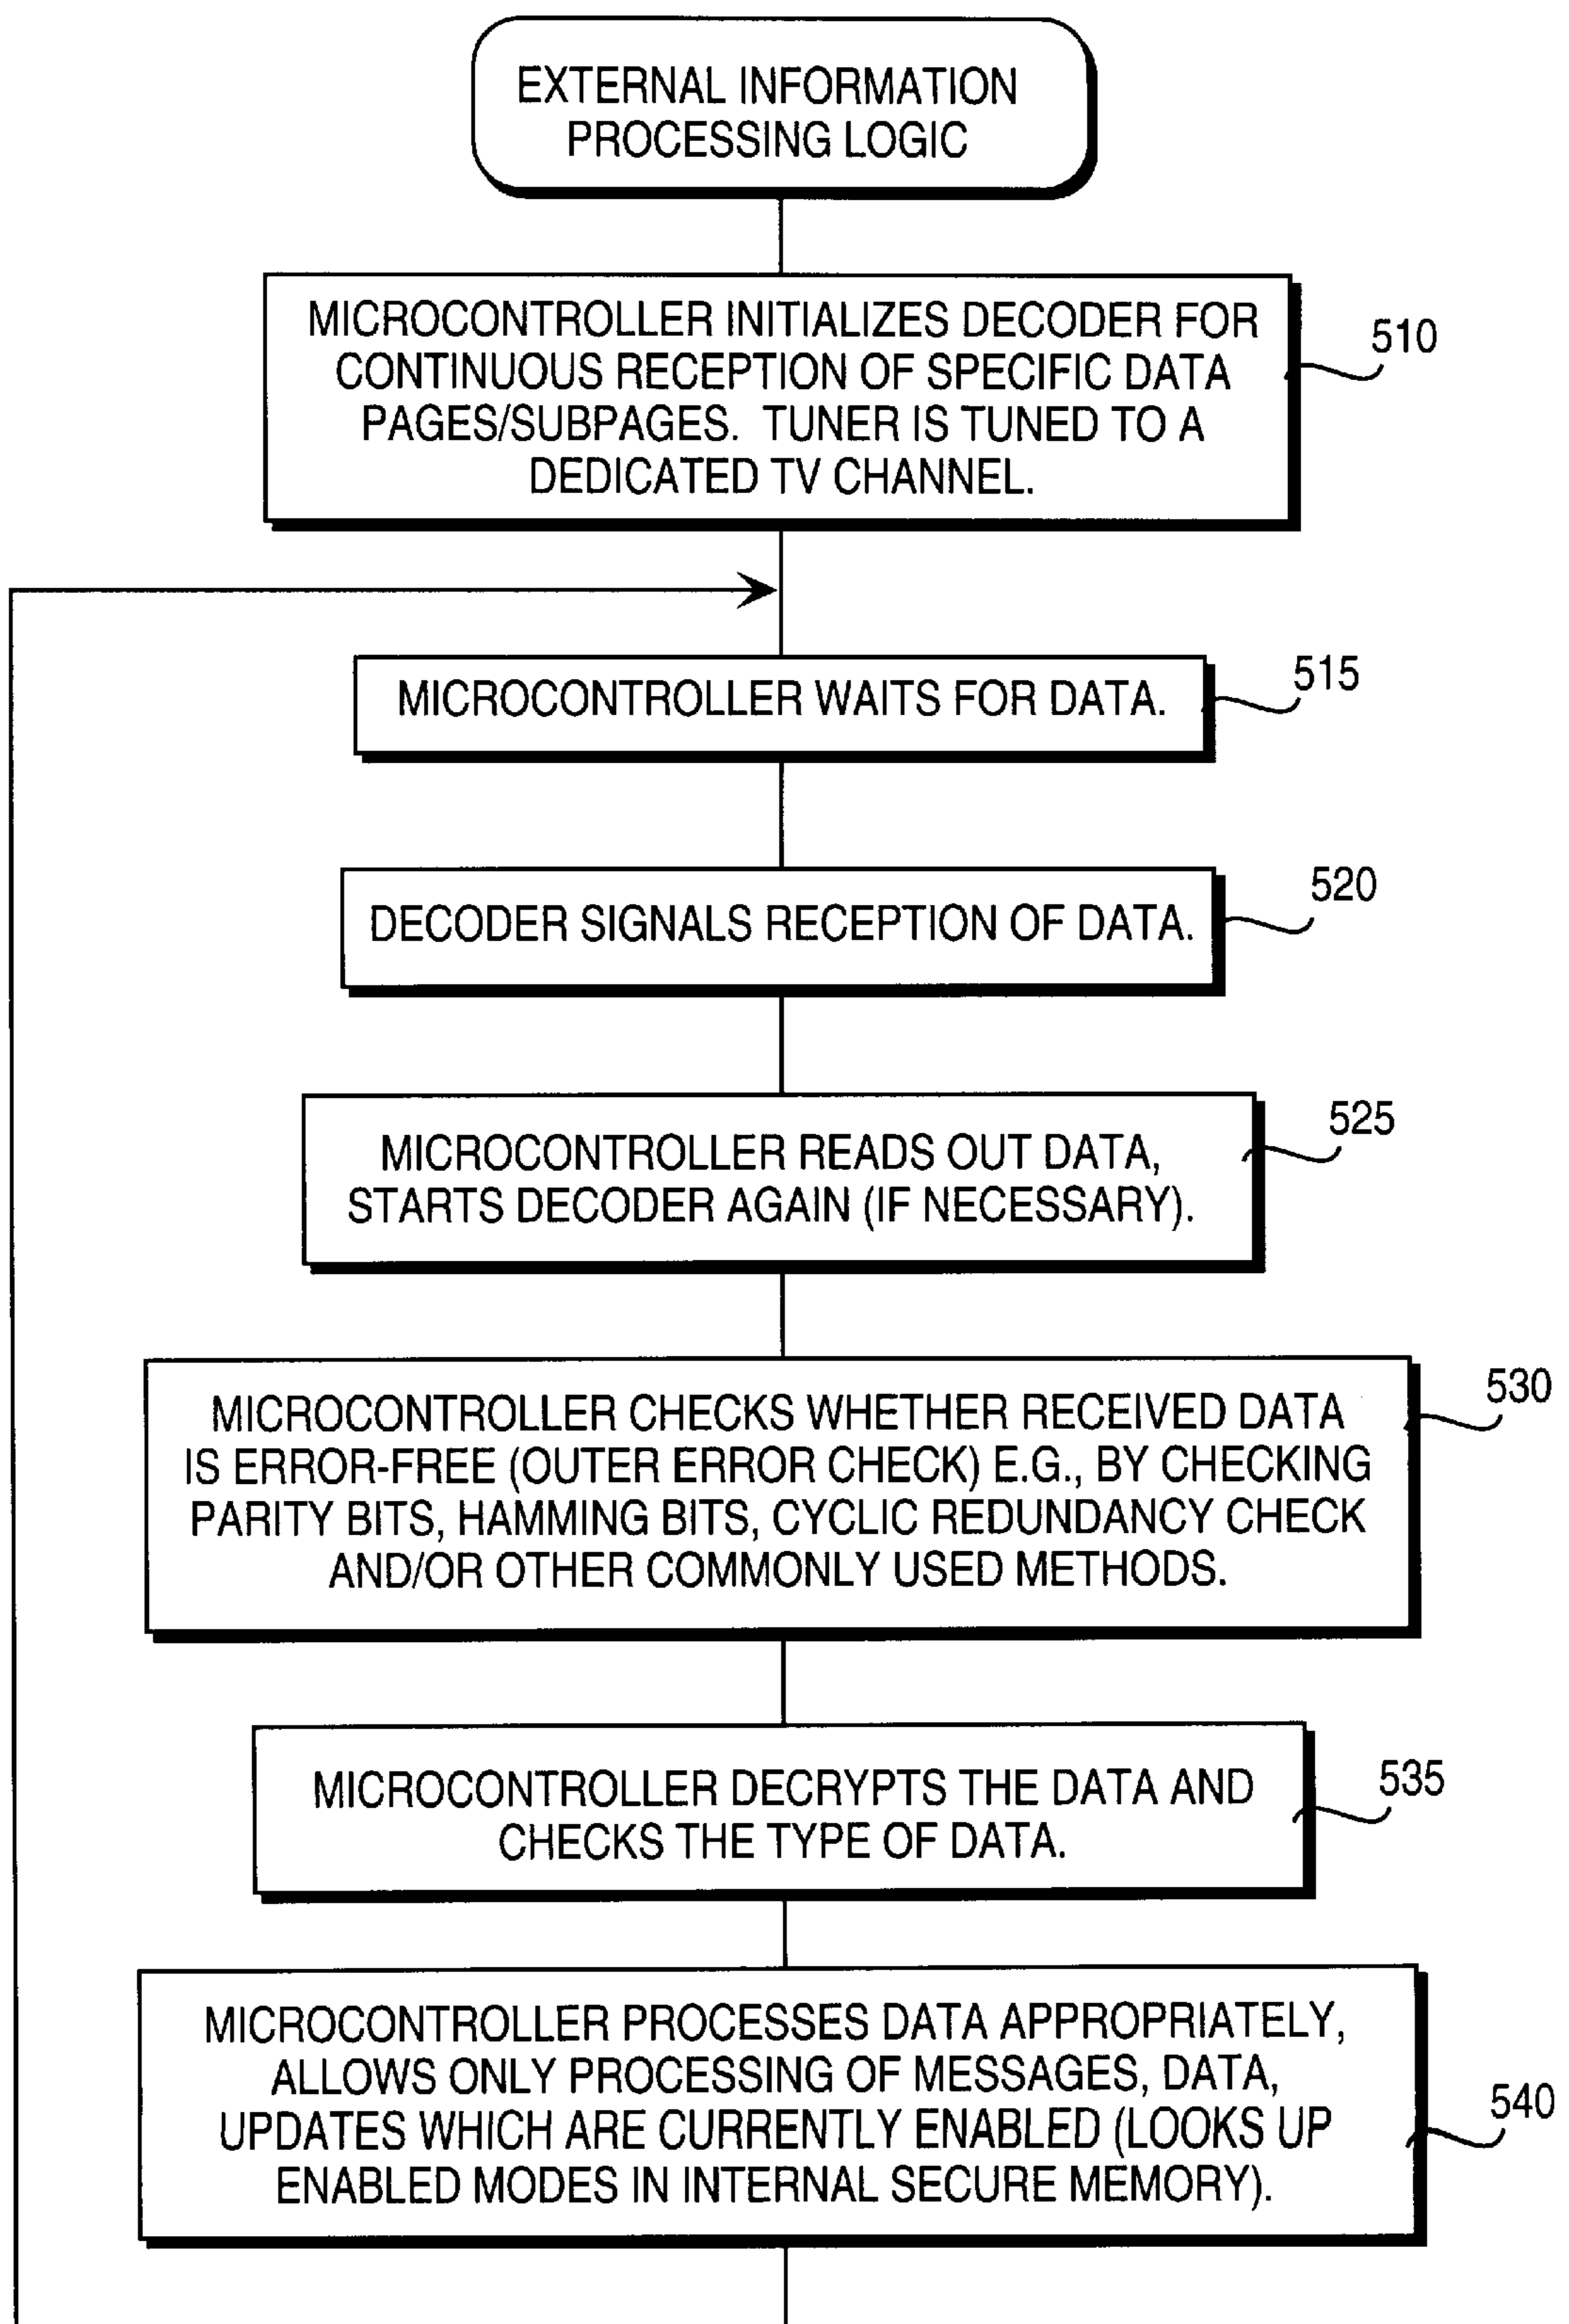 EXTERNAL INFORMATION
PROCESSING LOGIC
MICROCONTROLLER INITIALIZES DECODER FOR
CONTINUOUS RECEPTION OF SPECIFIC DATA
PAGES/SUBPAGES. TUNER IS TUNED TO A
DEDICATED TV CHANNEL.
510
MICROCONTROLLER WAITS FOR DATA.
515
DECODER SIGNALS RECEPTION OF DATA.
520
MICROCONTROLLER READS OUT DATA,
STARTS DECODER AGAIN (IF NECESSARY).
525
MICROCONTROLLER CHECKS WHETHER RECEIVED DATA
IS ERROR-FREE (OUTER ERROR CHECK) E.G., BY CHECKING
PARITY BITS, HAMMING BITS, CYCLIC REDUNDANCY CHECK
AND/OR OTHER COMMONLY USED METHODS.
530
MICROCONTROLLER DECRYPTS THE DATA AND
CHECKS THE TYPE OF DATA.
535
MICROCONTROLLER PROCESSES DATA APPROPRIATELY,
ALLOWS ONLY PROCESSING OF MESSAGES, DATA,
UPDATES WHICH ARE CURRENTLY ENABLED (LOOKS UP
ENABLED MODES IN INTERNAL SECURE MEMORY).
540